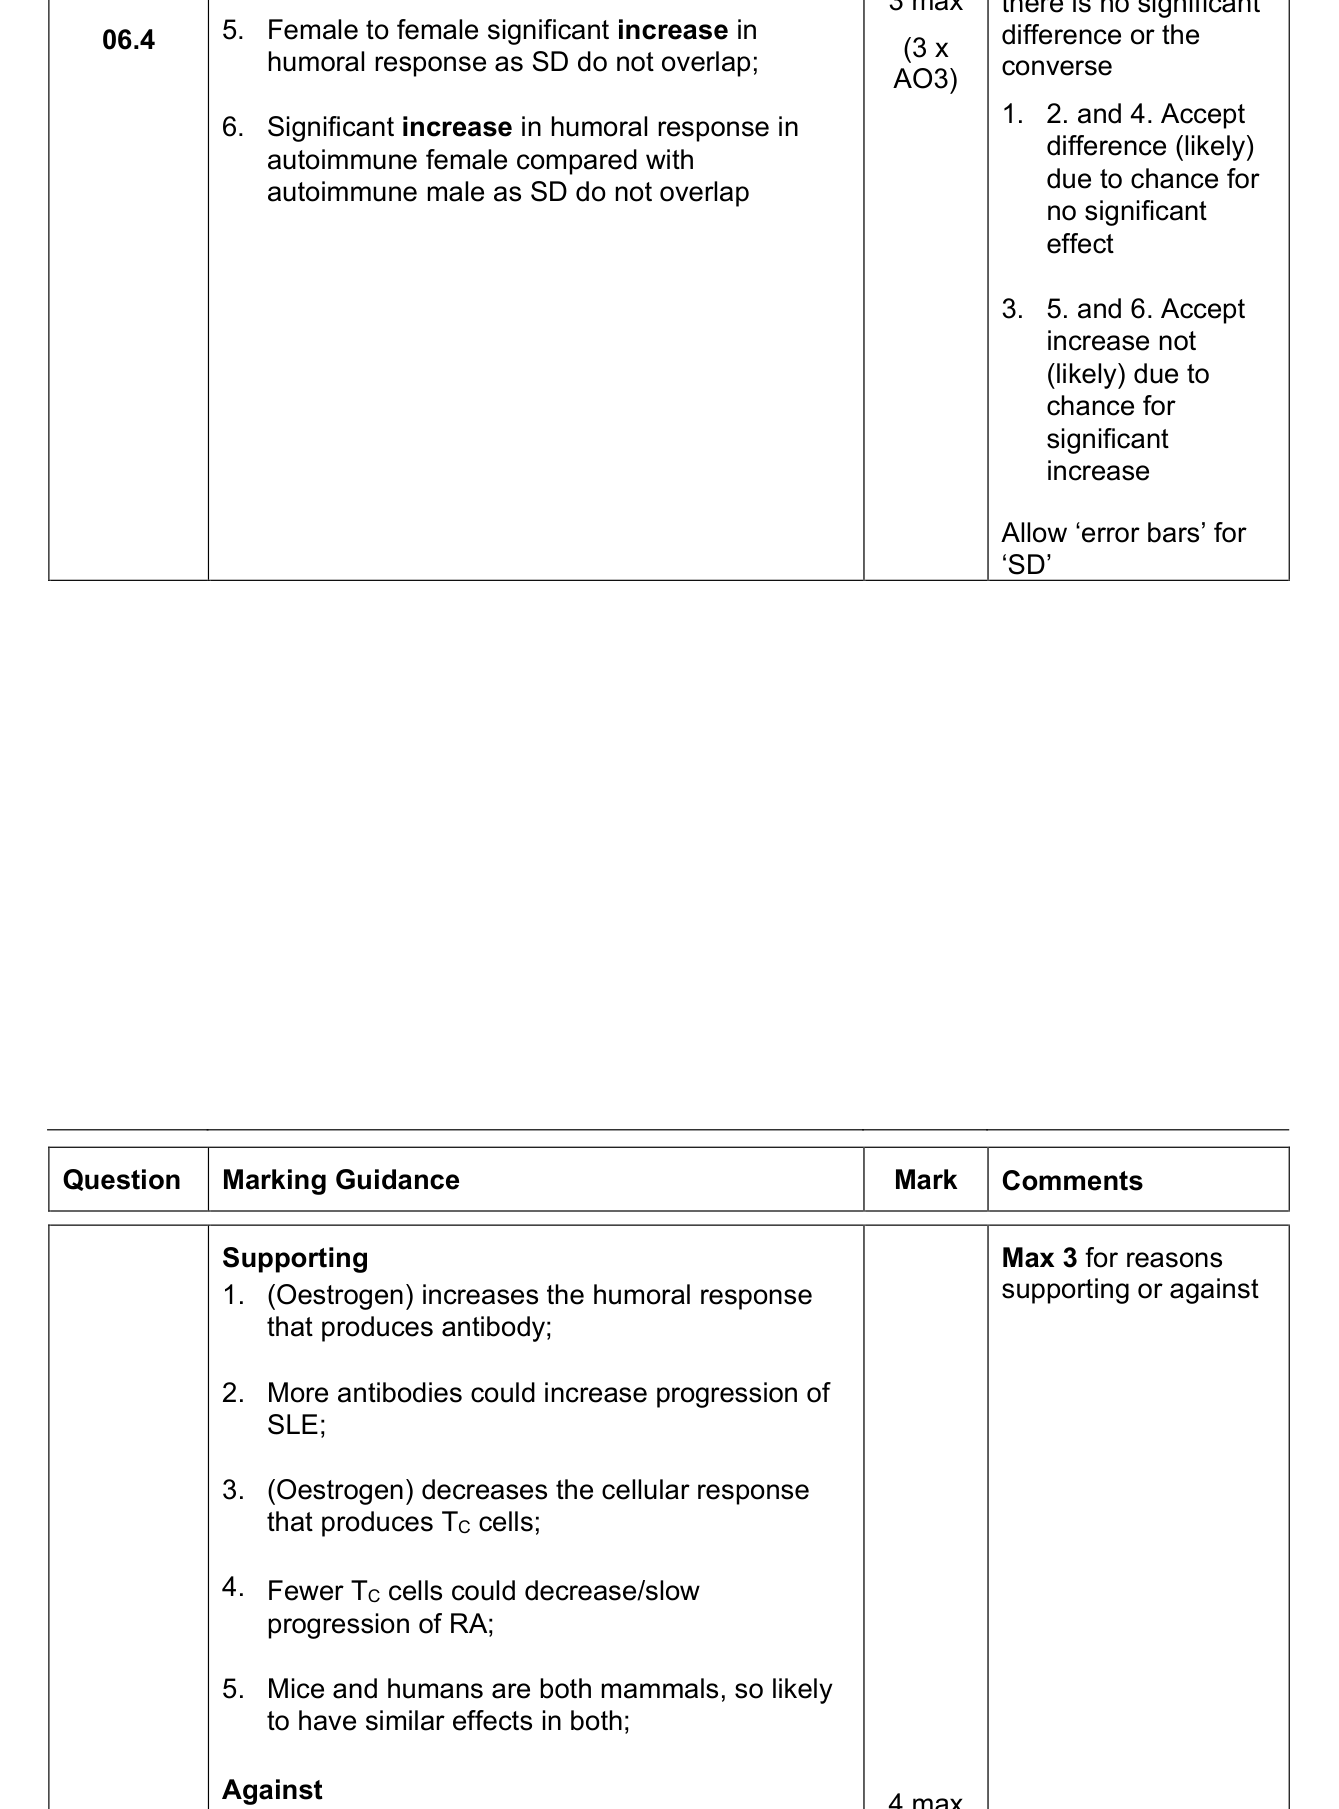 3 max
there is no significant
06.4
5. Female to female significant increase in
humoral response as SD do not overlap;
6. Significant increase in humoral response in
autoimmune female compared with
autoimmune male as SD do not overlap
(3 x
AO3)
difference or the
converse
1. 2. and 4. Accept
difference (likely)
due to chance for
no significant
effect
3. 5. and 6. Accept
increase not
(likely) due to
chance for
significant
increase
Allow ‘error bars’ for
‘SD’
Question Marking Guidance Mark Comments
Supporting
1. (Oestrogen) increases the humoral response
that produces antibody;
2. More antibodies could increase progression of
SLE;
3. (Oestrogen) decreases the cellular response
that produces TC cells;
4. Fewer TC cells could decrease/slow
progression of RA;
5. Mice and humans are both mammals, so likely
to have similar effects in both;
Against
4 max
Max 3 for reasons
supporting or against